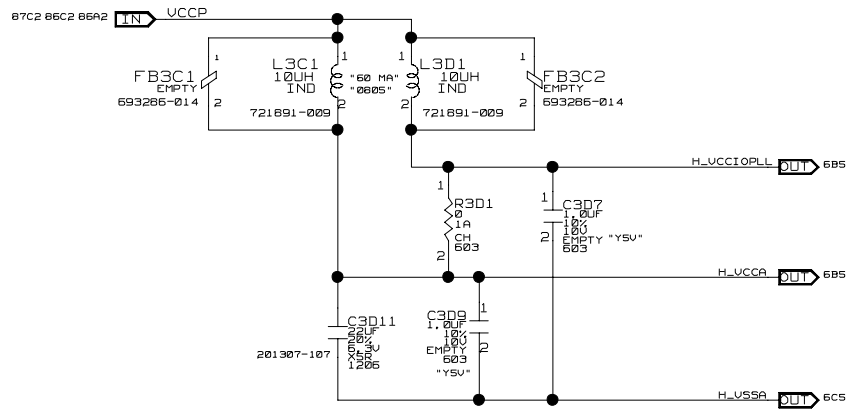 87C2 86C2 86A2 IN VCCP
1
FB3C1
EMPTY
2
693286-014
1
L3C1
10UH
IND
2
721891-009
"60 MA"
"0805"
1
L3D1
10UH
IND
2
721891-009
1
FB3C2
EMPTY
2
693286-014
H_VCCIOPLL OUT 6B5
1
R3D1
0
1A
CH
603
2
1
C3D7
1.0UF
10%
10V
EMPTY "Y5V"
603
2
H_VCCA OUT 6B5
C3D11
22UF
20%
6.3V
X5R
1206
201307-107
1
C3D9
1.0UF
10%
10V
EMPTY
603
2
"Y5V"
H_VSSA OUT 6C5